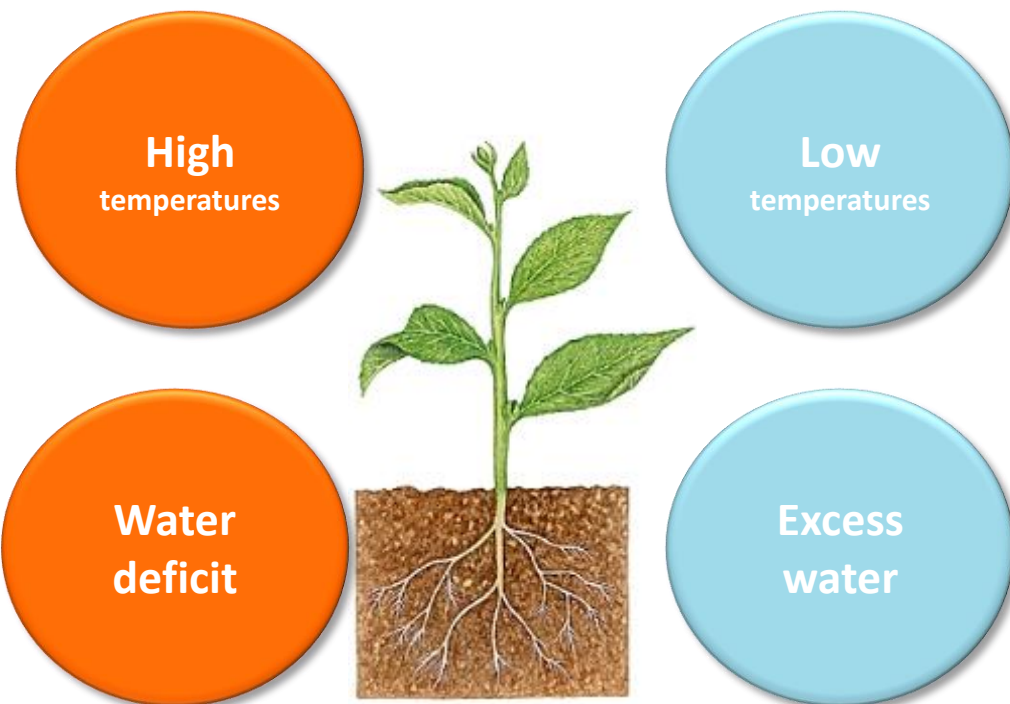 High
temperatures
Low
temperatures
Water
deficit
Excess
water